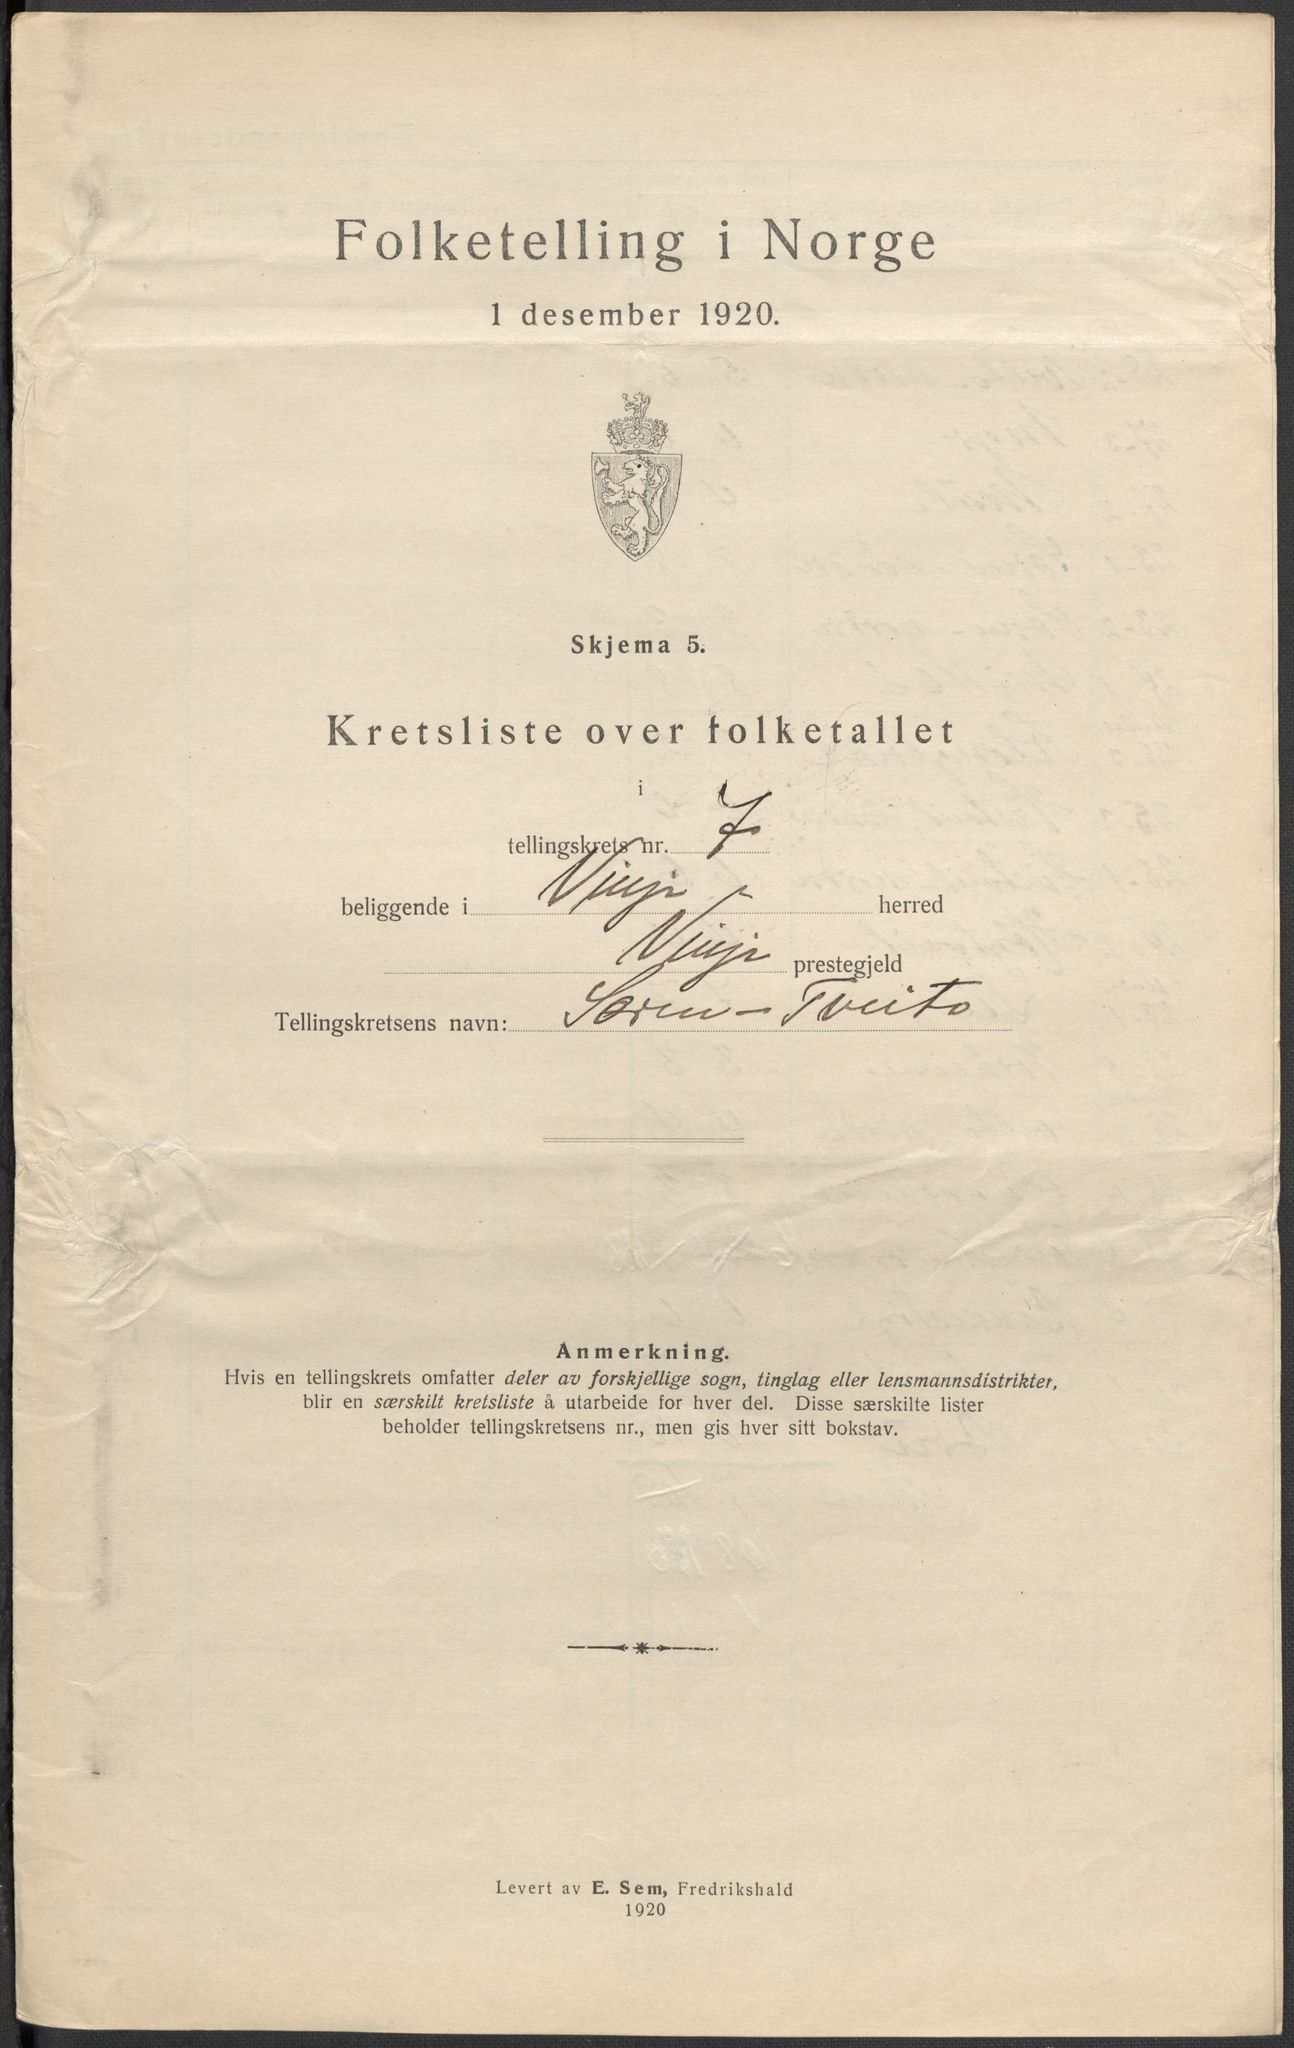 Folketelling i Norge
1 desember 1920.
Skjema 5.
Kretsliste over folketallet
i
tellingskrets nr. 7
beliggende i Vinje herred
Vinje prestegjeld
Tellingskretsens navn: Søren-Tveito
Anmerkning.
Hvis en tellingskrets omfatter deler av forskjellige sogn, tinglag eller lensmannsdistrikter,
blir en særskilt kretsliste å utarbeide for hver del. Disse særskilte lister
beholder tellingskretsens nr., men gis hver sitt bokstav.
Levert av E. Sem, Fredrikshald
1920